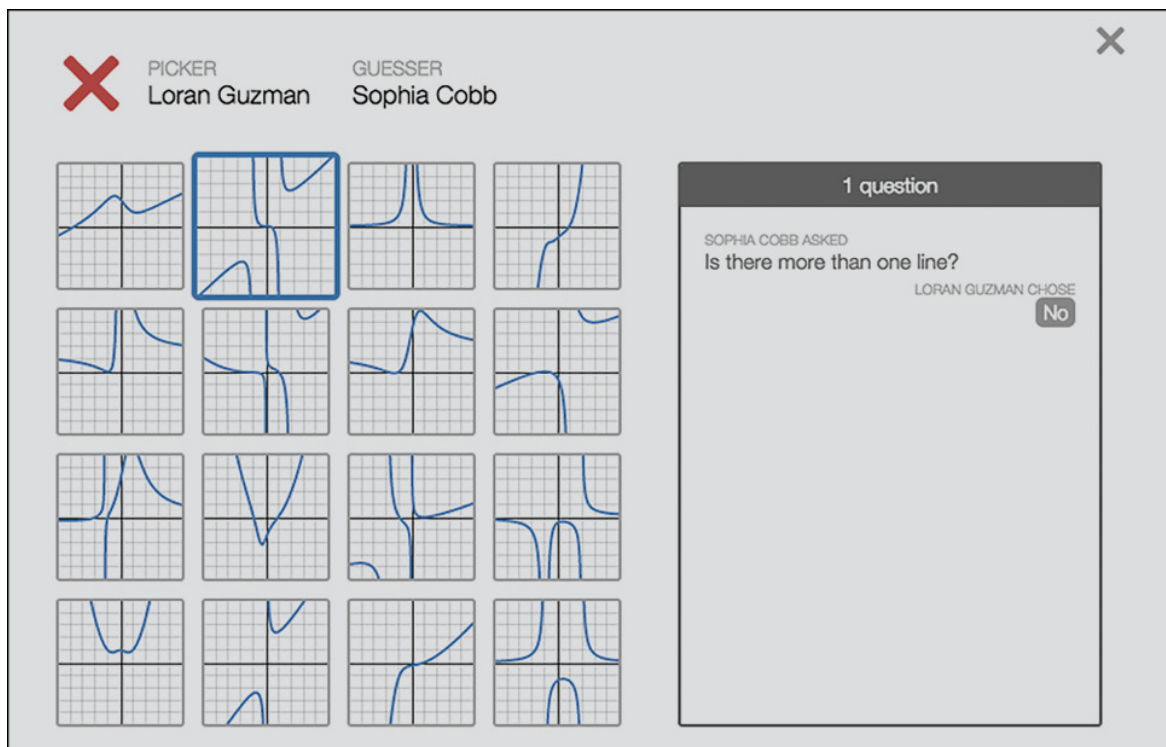 PICKER
Loran Guzman
GUESSER
Sophia Cobb
1 question
SOPHIA COBB ASKED
Is there more than one line?
LORAN GUZMAN CHOSE
No